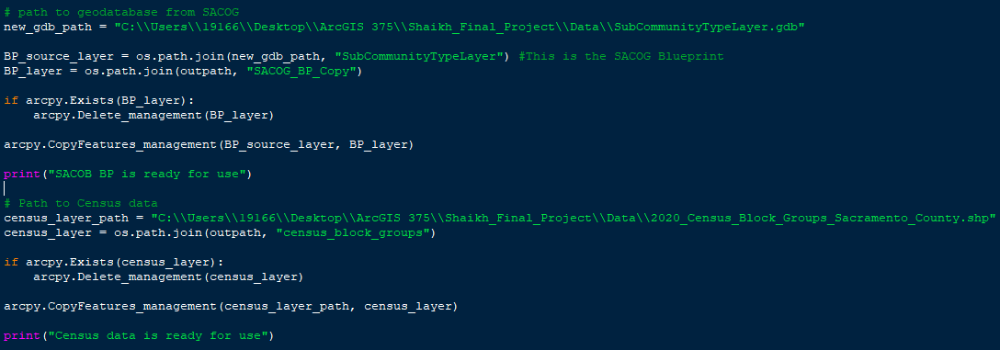 # path to geodatabase from SACOG
new_gdb_path = "C:\\Users\\19166\\Desktop\\ArcGIS 375\\Shaikh_Final_Project\\Data\\SubCommunityTypeLayer.gdb"
BP_source_layer = os.path.join(new_gdb_path, "SubCommunityTypeLayer") #This is the SACOG Blueprint
BP_layer = os.path.join(outpath, "SACOG_BP_Copy")
if arcpy.Exists(BP_layer):
    arcpy.Delete_management(BP_layer)
arcpy.CopyFeatures_management(BP_source_layer, BP_layer)
print("SACOB BP is ready for use")
# Path to Census data
census_layer_path = "C:\\Users\\19166\\Desktop\\ArcGIS 375\\Shaikh_Final_Project\\Data\\2020_Census_Block_Groups_Sacramento_County.shp"
census_layer = os.path.join(outpath, "census_block_groups")
if arcpy.Exists(census_layer):
    arcpy.Delete_management(census_layer)
arcpy.CopyFeatures_management(census_layer_path, census_layer)
print("Census data is ready for use")